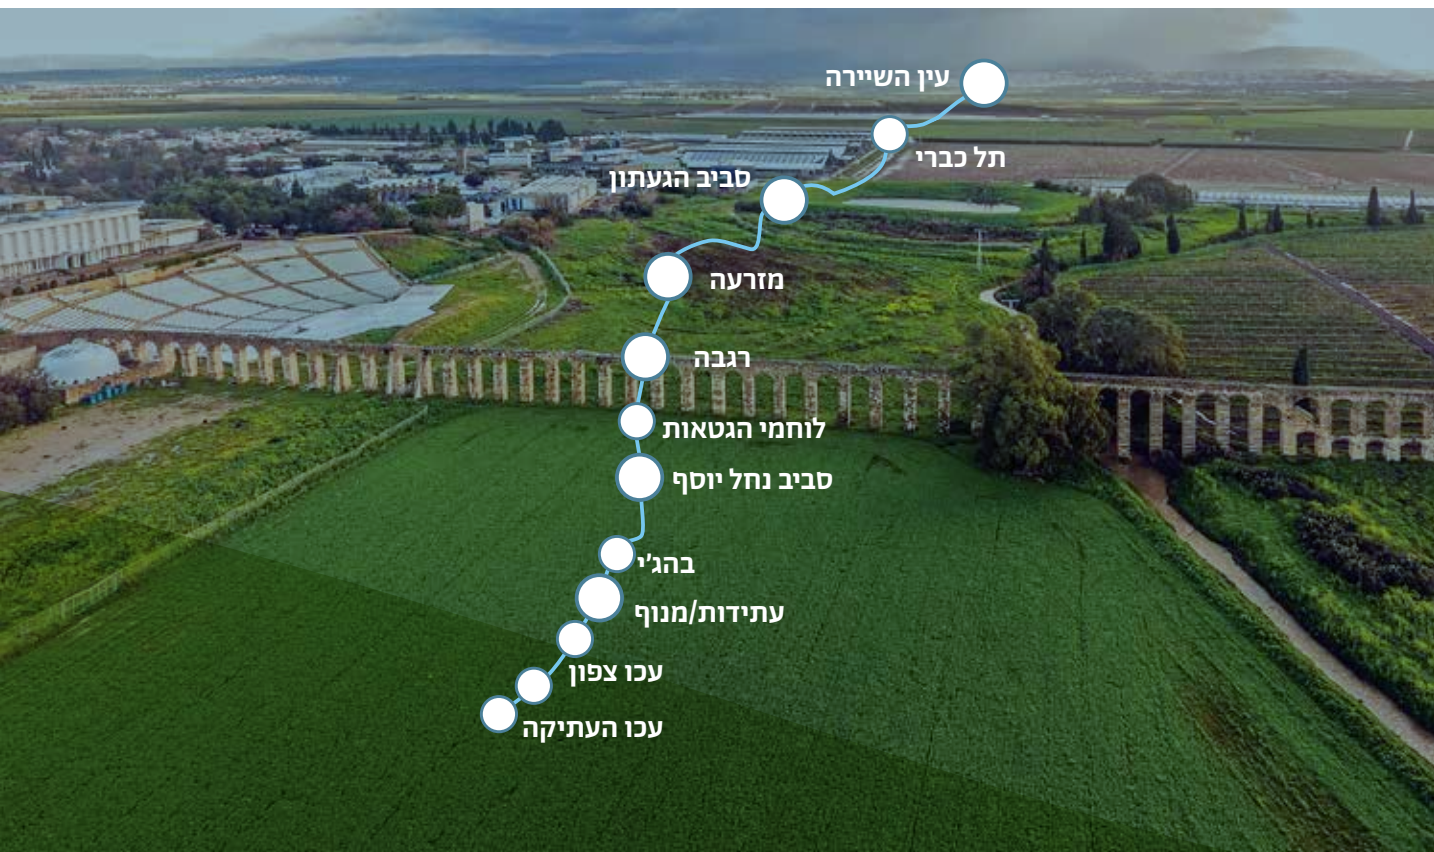 עין השיירה
תל כברי
סביב הגעתון
מזרעה
רגבה
לוחמי הגטאות
סביב נחל יוסף
בהג'י
עתידות/מנוף
עכו צפון
עכו העתיקה